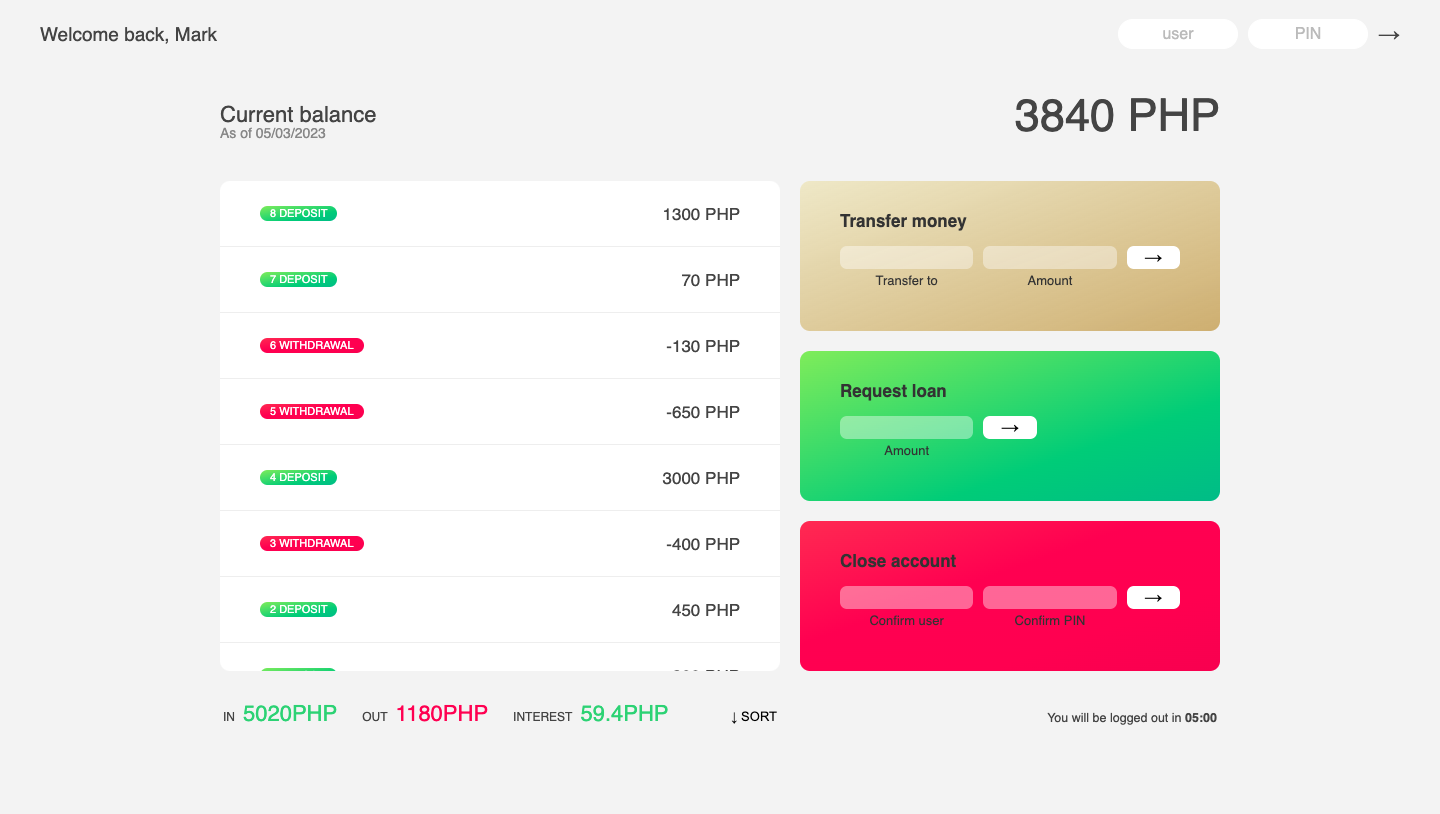 Welcome back, Mark
user PIN →
Current balance
As of 05/03/2023
3840 PHP
8 DEPOSIT 1300 PHP
7 DEPOSIT 70 PHP
6 WITHDRAWAL -130 PHP
5 WITHDRAWAL -650 PHP
4 DEPOSIT 3000 PHP
3 WITHDRAWAL -400 PHP
2 DEPOSIT 450 PHP
Transfer money
→
Transfer to Amount
Request loan
→
Amount
Close account
→
Confirm user Confirm PIN
IN 5020PHP OUT 1180PHP INTEREST 59.4PHP ↓ SORT
You will be logged out in 05:00